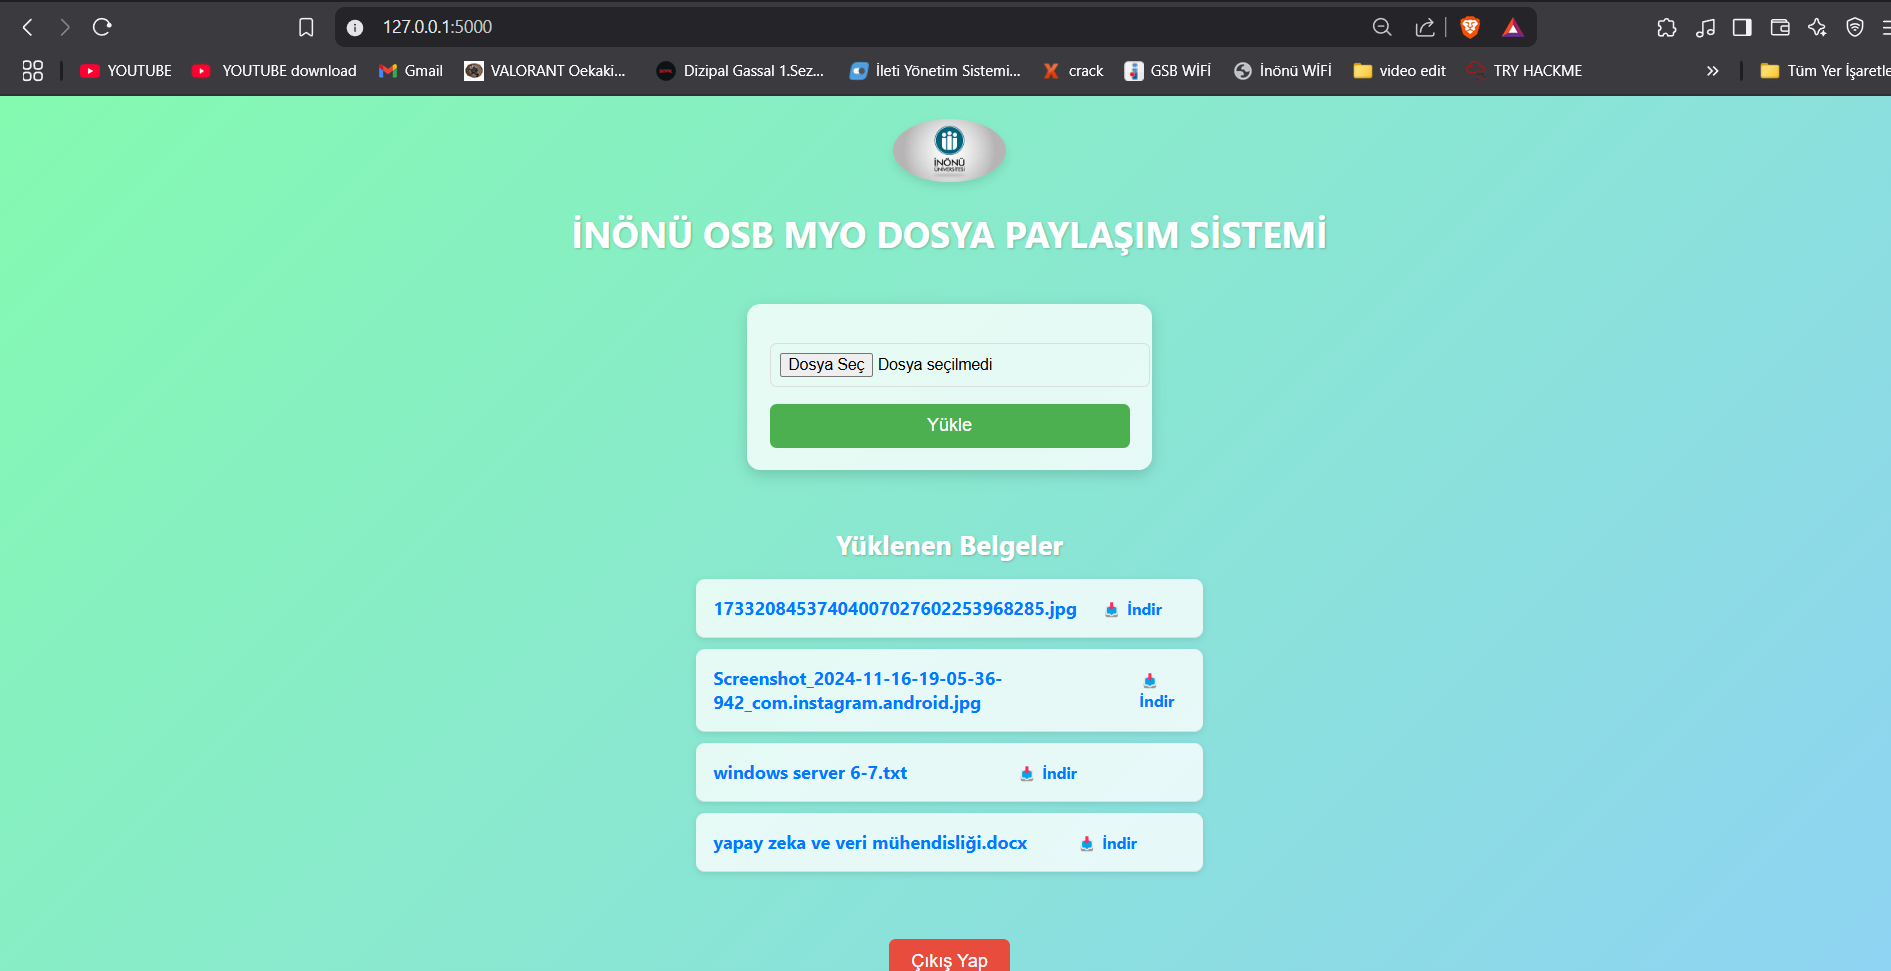 127.0.0.1:5000
YOUTUBE
YOUTUBE download
Gmail
VALORANT Oekaki...
Dizipal Gassal 1.Sez...
İleti Yönetim Sistemi...
crack
GSB WİFİ
İnönü WİFİ
video edit
TRY HACKME
Tüm Yer İşaretle
İNÖNÜ
ÜNİVERSİTESİ
İNÖNÜ OSB MYO DOSYA PAYLAŞIM SİSTEMİ
Dosya Seç Dosya seçilmedi
Yükle
Yüklenen Belgeler
17332084537404007027602253968285.jpg İndir
Screenshot_2024-11-16-19-05-36-
942_com.instagram.android.jpg İndir
windows server 6-7.txt İndir
yapay zeka ve veri mühendisliği.docx İndir
Çıkış Yap